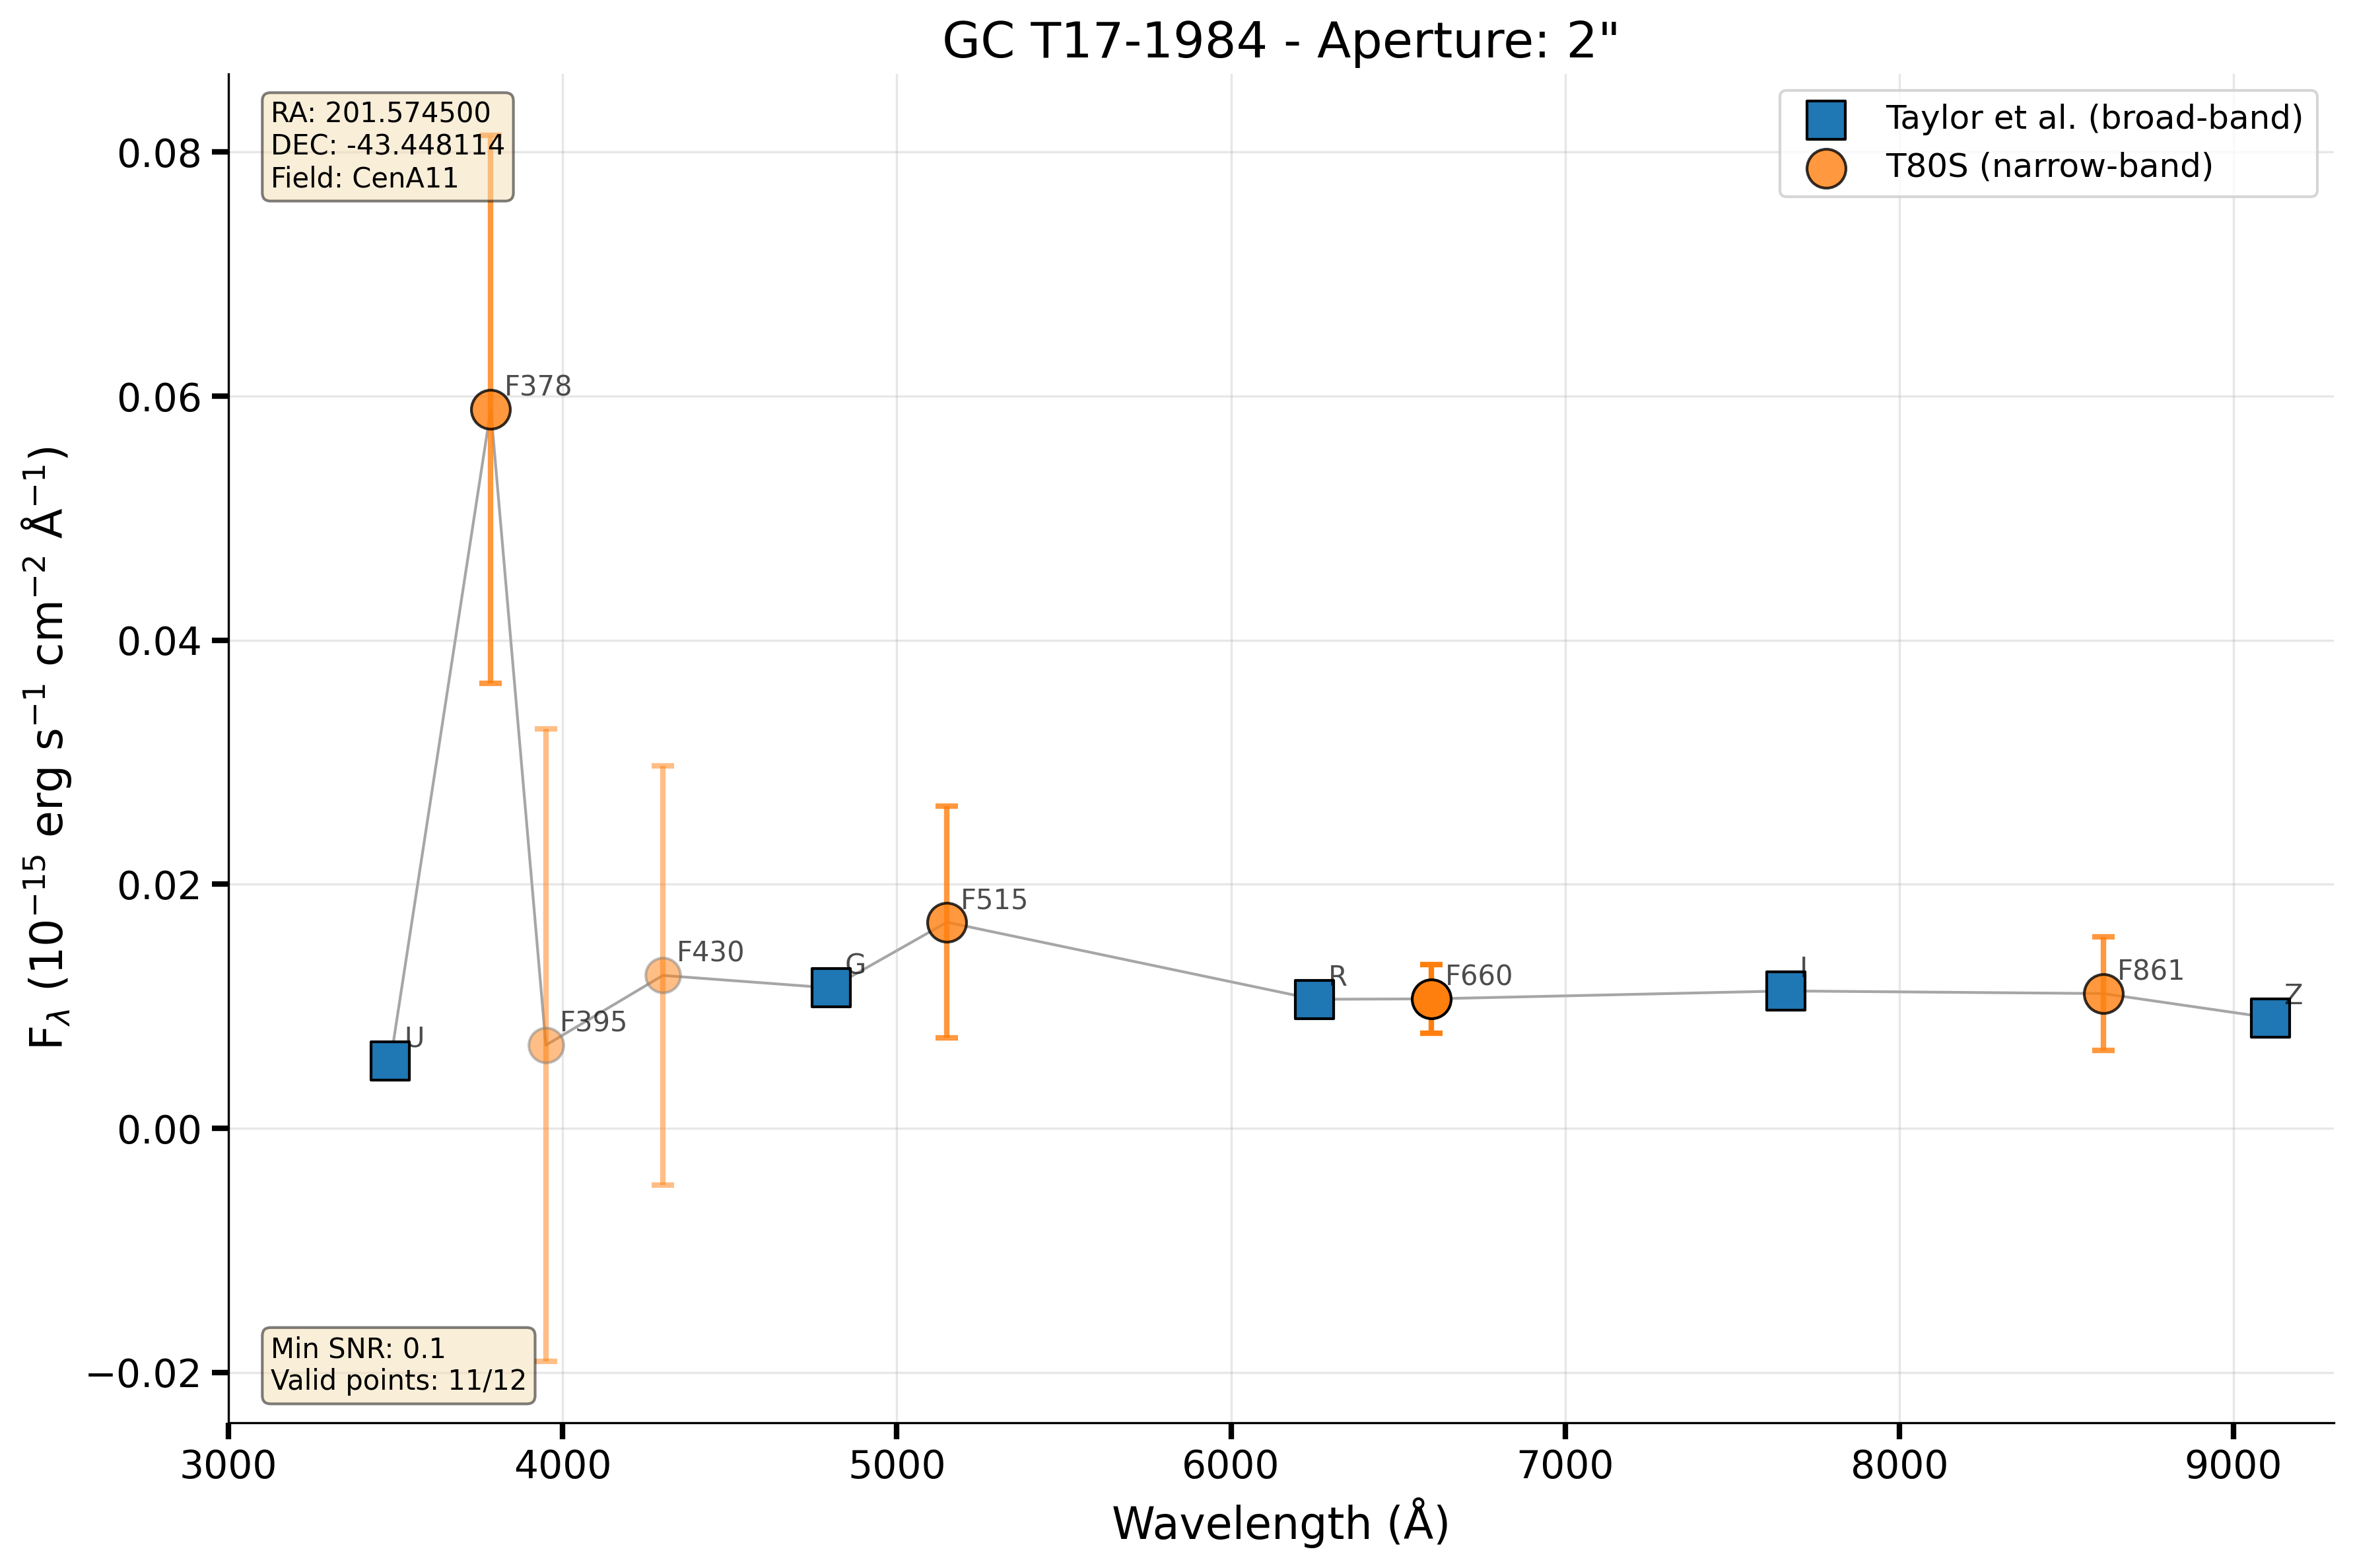 GC T17-1984 - Aperture: 2"
RA: 201.574500
DEC: -43.448114
Field: CenA11
Taylor et al. (broad-band)
T80S (narrow-band)
F_λ (10⁻¹⁵ erg s⁻¹ cm⁻² Å⁻¹)
0.08
0.06
0.04
0.02
0.00
−0.02
F378
F515
F430
G
R
F660
I
F861
Z
F395
U
Min SNR: 0.1
Valid points: 11/12
3000 4000 5000 6000 7000 8000 9000
Wavelength (Å)